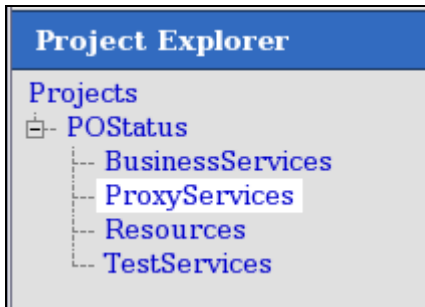 Project Explorer
Projects
POStatus
BusinessServices
ProxyServices
Resources
TestServices